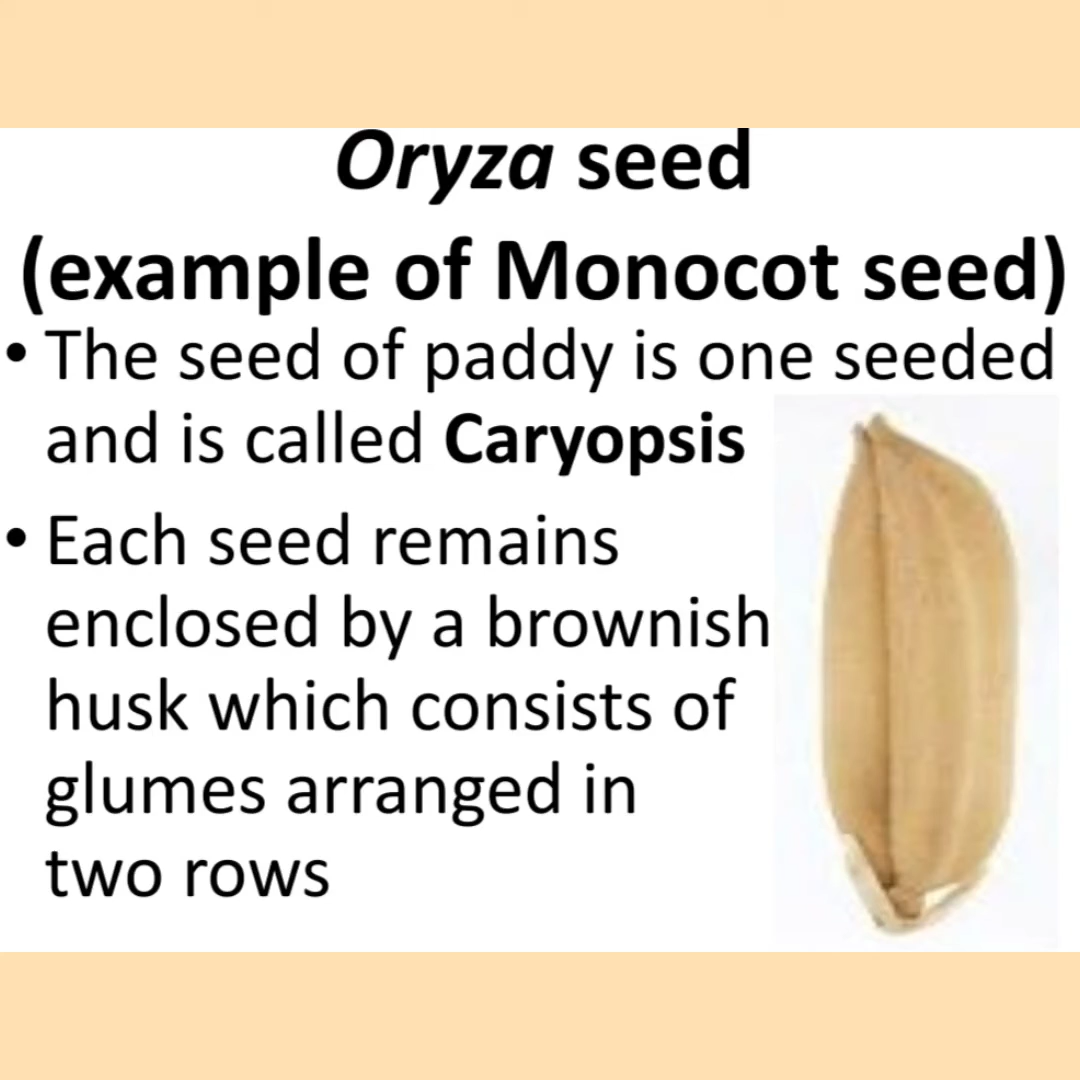 Oryza seed
(example of Monocot seed)
• The seed of paddy is one seeded
and is called Caryopsis
• Each seed remains
enclosed by a brownish
husk which consists of
glumes arranged in
two rows